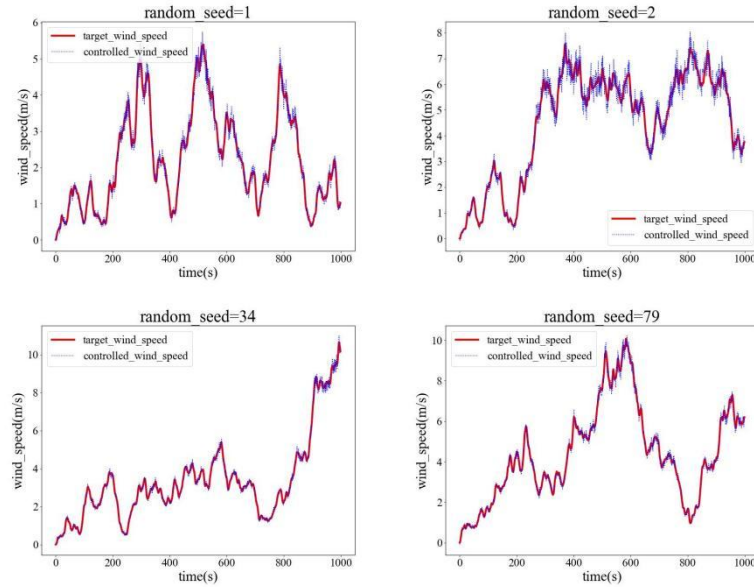 random_seed=1
target_wind_speed
controlled_wind_speed
wind_speed(m/s)
6
5
4
3
2
1
0
0 200 400 600 800 1000
time(s)
random_seed=2
wind_speed(m/s)
8
7
6
5
4
3
2
1
0
target_wind_speed
controlled_wind_speed
0 200 400 600 800 1000
time(s)
random_seed=34
target_wind_speed
controlled_wind_speed
wind_speed(m/s)
10
8
6
4
2
0
0 200 400 600 800 1000
time(s)
random_seed=79
target_wind_speed
controlled_wind_speed
wind_speed(m/s)
10
8
6
4
2
0
0 200 400 600 800 1000
time(s)